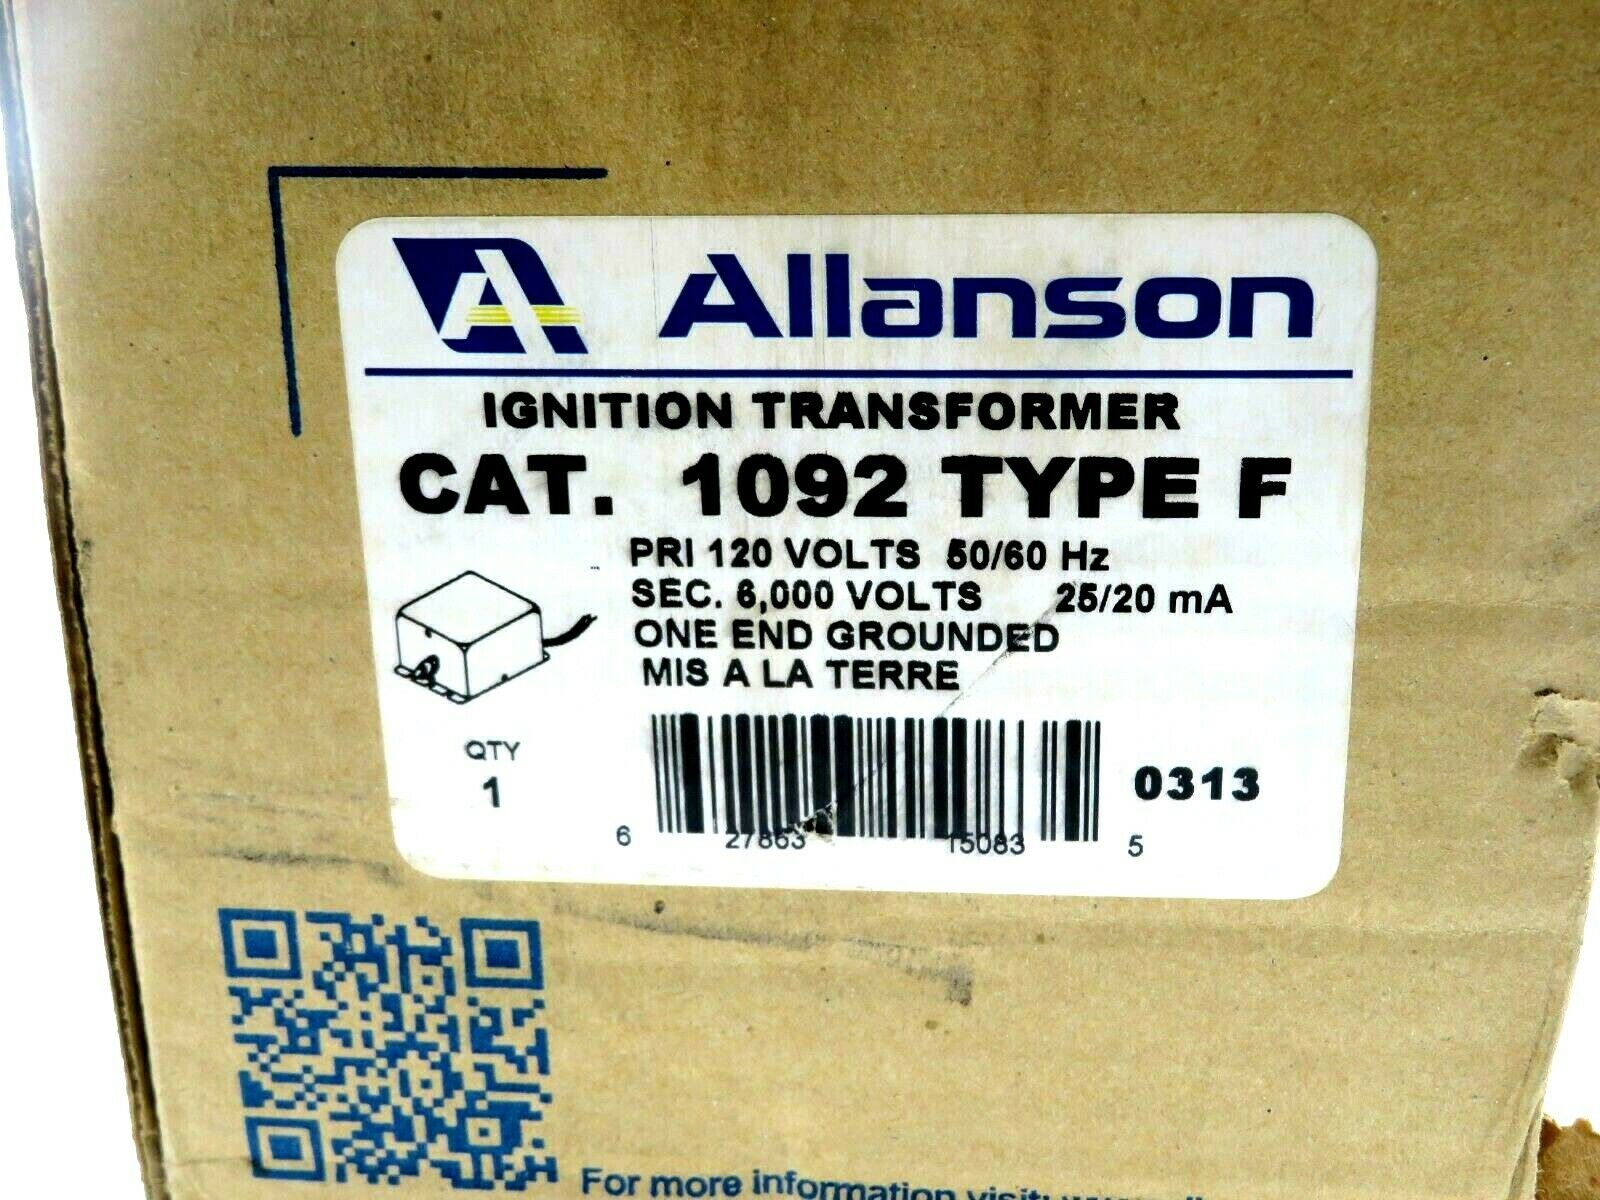 Allanson
IGNITION TRANSFORMER
CAT. 1092 TYPE F
PRI 120 VOLTS 50/60 Hz
SEC. 6,000 VOLTS 25/20 mA
ONE END GROUNDED
MIS A LA TERRE
QTY
1
0313
6 27863 15083 5
For more information visit: